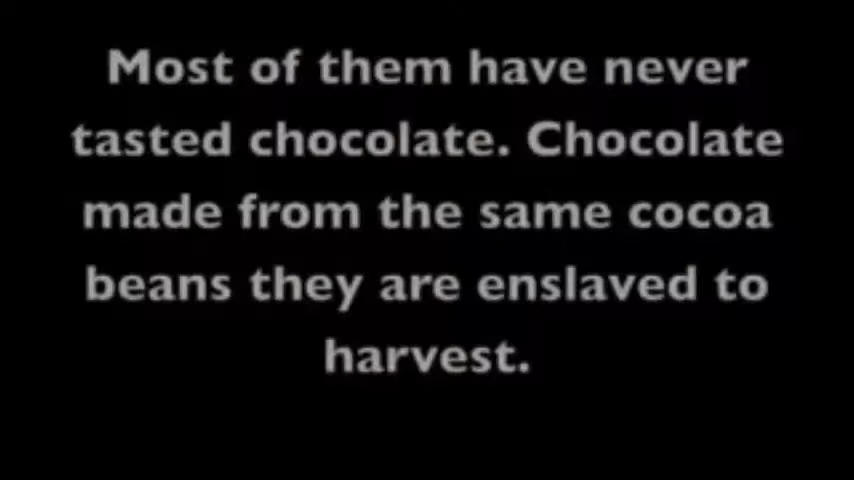 Most of them have never
tasted chocolate. Chocolate
made from the same cocoa
beans they are enslaved to
harvest.